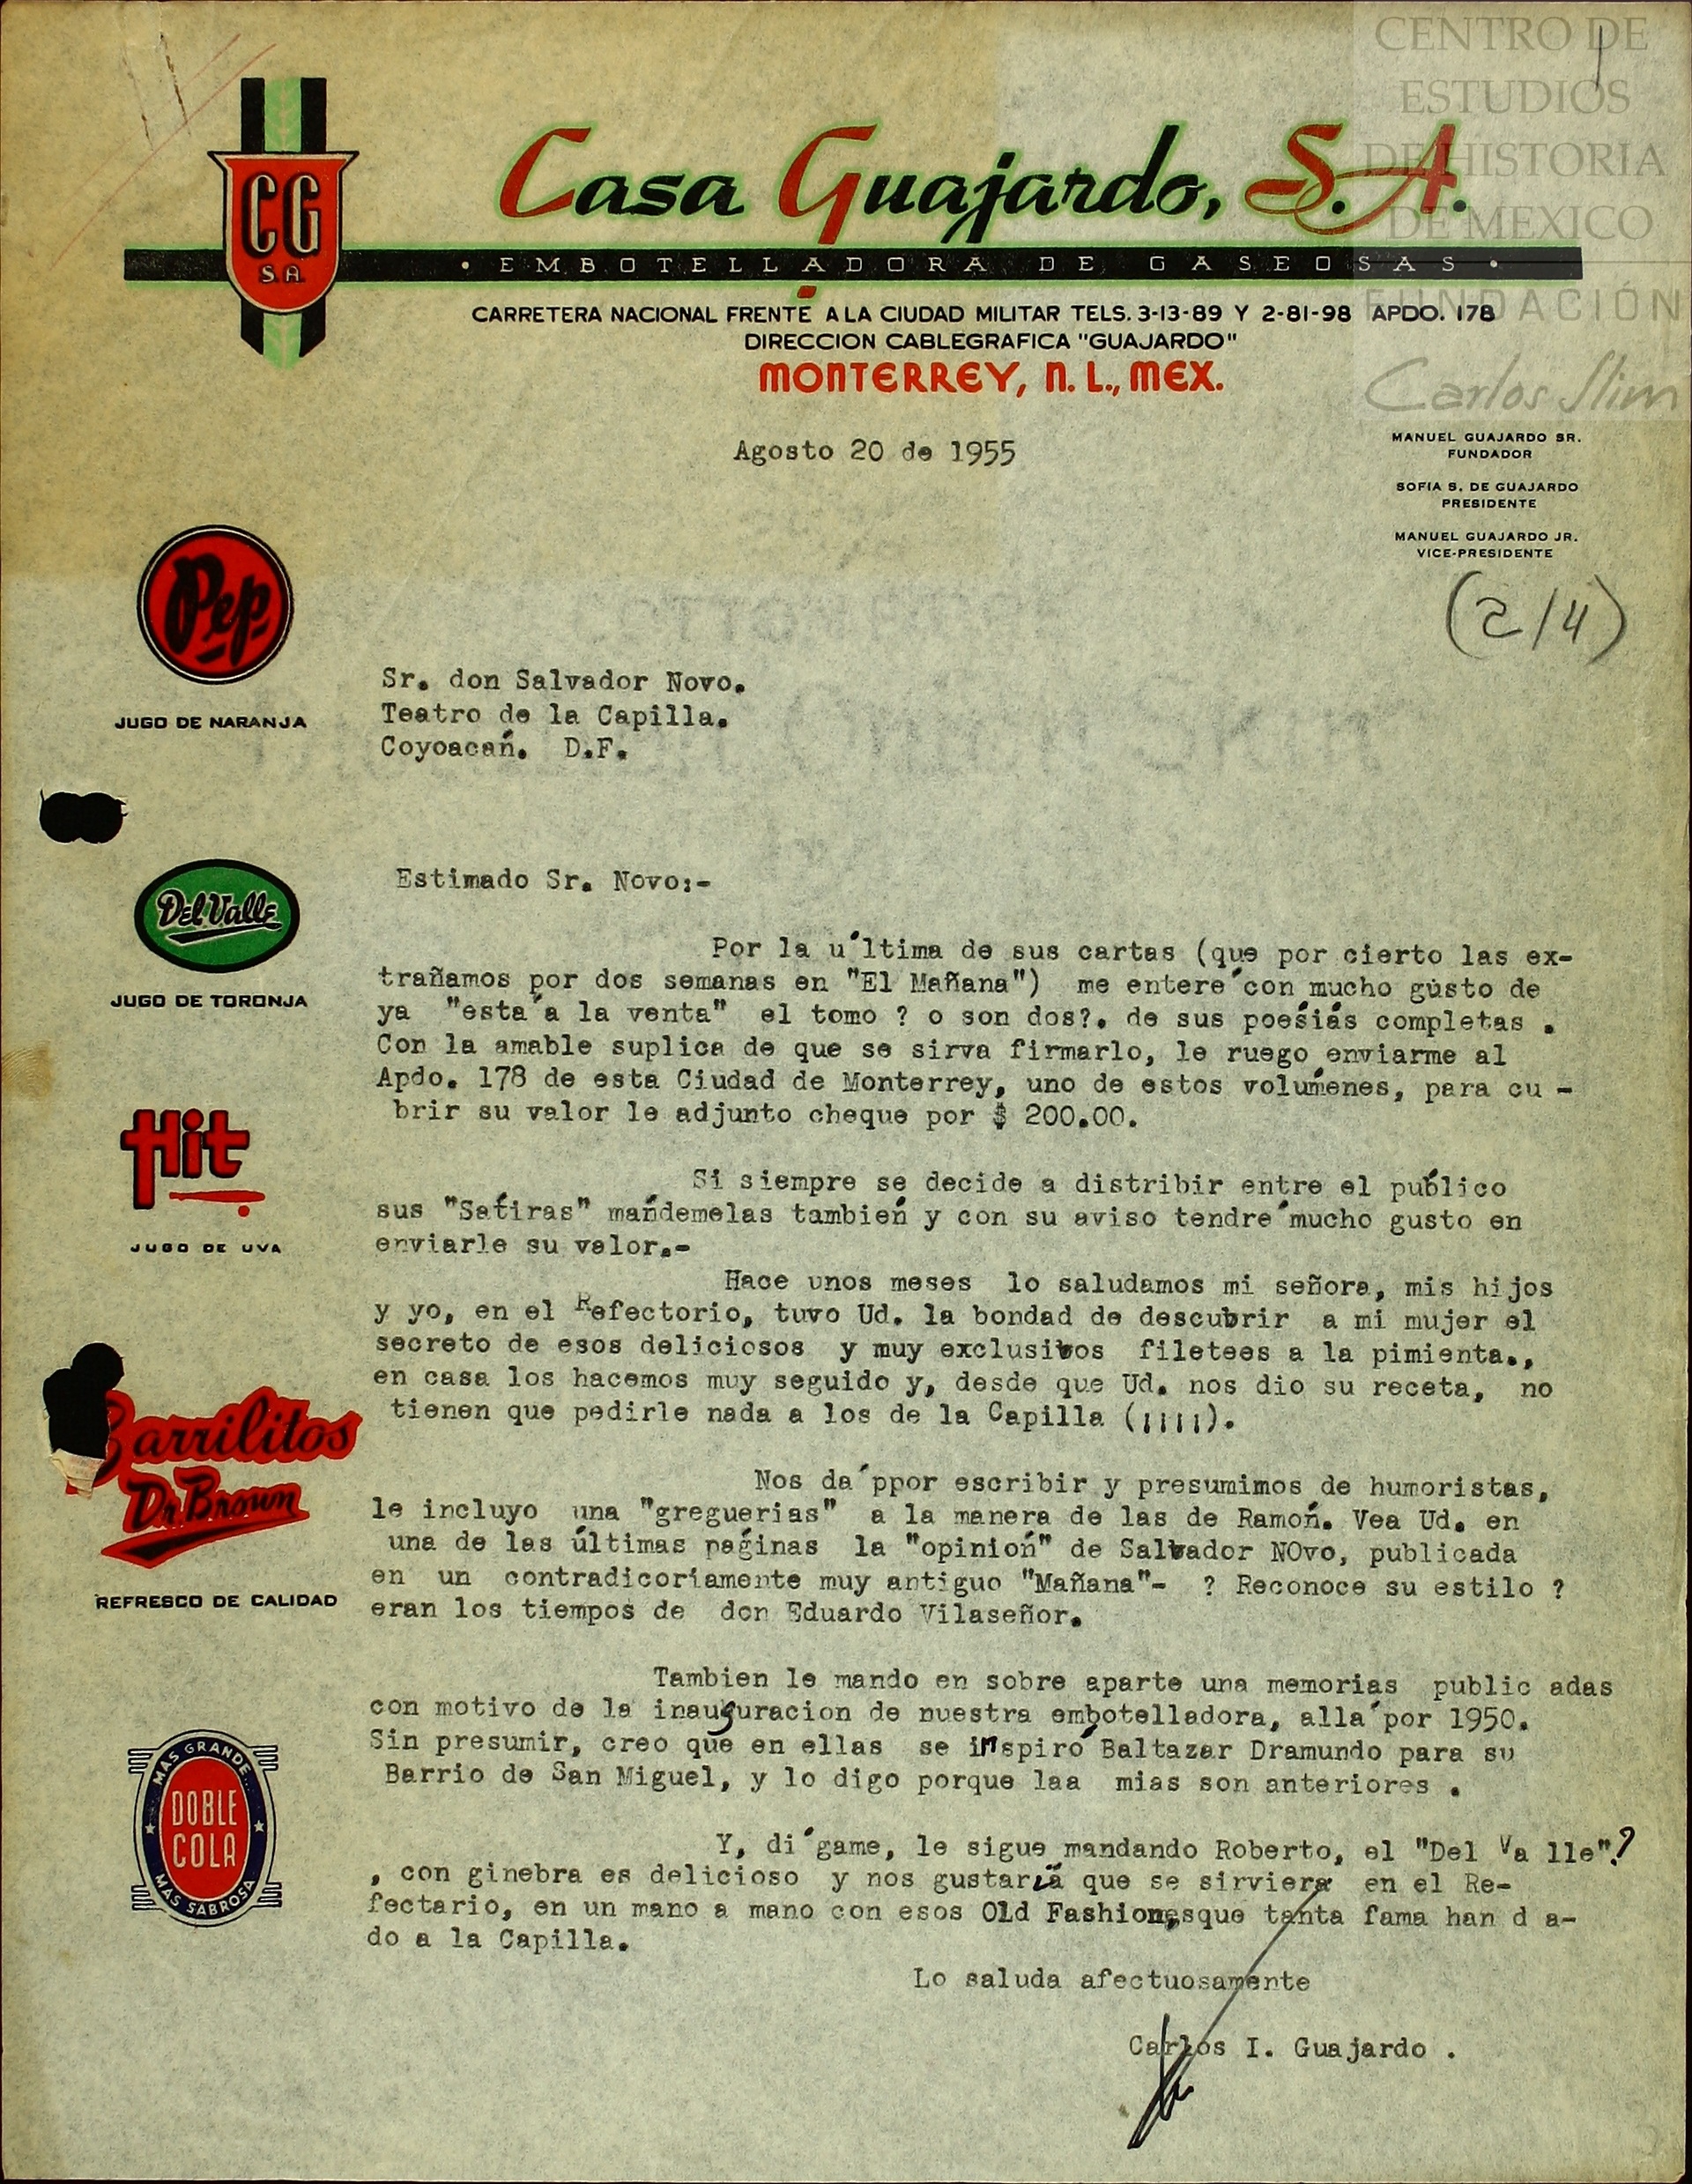 CENTRO DE
ESTUDIOS
DE HISTORIA
DE MEXICO
FUNDACIÓN
Carlos Slim
CG
S.A.
Casa Guajardo, S.A.
• EMBOTELLADORA DE GASEOSAS •
CARRETERA NACIONAL FRENTE A LA CIUDAD MILITAR TELS. 3-13-89 Y 2-81-98 APDO. 178
DIRECCION CABLEGRAFICA "GUAJARDO"
MONTERREY, N. L., MEX.
MANUEL GUAJARDO SR.
FUNDADOR
SOFIA S. DE GUAJARDO
PRESIDENTE
MANUEL GUAJARDO JR.
VICE-PRESIDENTE
(2/4)
Agosto 20 de 1955
Pep
JUGO DE NARANJA
Del Valle
JUGO DE TORONJA
Hit
JUGO DE UVA
Barrilitos
Dr. Brown
REFRESCO DE CALIDAD
MAS GRANDE
DOBLE
COLA
MAS SABROSA
Sr. don Salvador Novo.
Teatro de la Capilla.
Coyoacań. D.F.
Estimado Sr. Novo:-
Por la u´ltima de sus cartas (que por cierto las ex-
trañamos por dos semanas en "El Mañana") me entere´con mucho gusto de
ya "esta´a la venta" el tomo ? o son dos?. de sus poeśiás completas .
Con la amable suplica de que se sirva firmarlo, le ruego enviarme al
Apdo. 178 de esta Ciudad de Monterrey, uno de estos voluḿenes, para cu -
brir su valor le adjunto cheque por $ 200.00.
Si siempre se decide a distribir entre el publico
sus "Sat́iras" mańdemelas tambień y con su aviso tendre´mucho gusto en
enviarle su valor.-
Hace unos meses lo saludamos mi señora, mis hijos
y yo, en el Refectorio, tuvo Ud. la bondad de descubrir a mi mujer el
secreto de esos deliciosos y muy exclusivos filetees a la pimienta.,
en casa los hacemos muy seguido y, desde que Ud. nos dio su receta, no
tienen que pedirle nada a los de la Capilla (¡¡¡¡).
Nos da´ppor escribir y presumimos de humoristas,
le incluyo una "greguerias" a la manera de las de Ramoń. Vea Ud. en
una de las últimas paǵinas la "opinioń" de Salvador NOvo, publicada
en un contradicoriamente muy antiguo "Mañana"- ? Reconoce su estilo ?
eran los tiempos de don Eduardo Vilaseñor.
Tambien le mando en sobre aparte una memorias public adas
con motivo de la inauguracion de nuestra embotelladora, alla´por 1950.
Sin presumir, creo que en ellas se inspiro´Baltazar Dramundo para su
Barrio de San Miguel, y lo digo porque laa mias son anteriores .
Y, di´game, le sigue mandando Roberto, el "Del Va lle".?
, con ginebra es delicioso y nos gustaría que se sirviera en el Re-
fectario, en un mano a mano con esos Old Fashiones,que tanta fama han d a-
do a la Capilla.
Lo saluda afectuosamente
Carlos I. Guajardo .